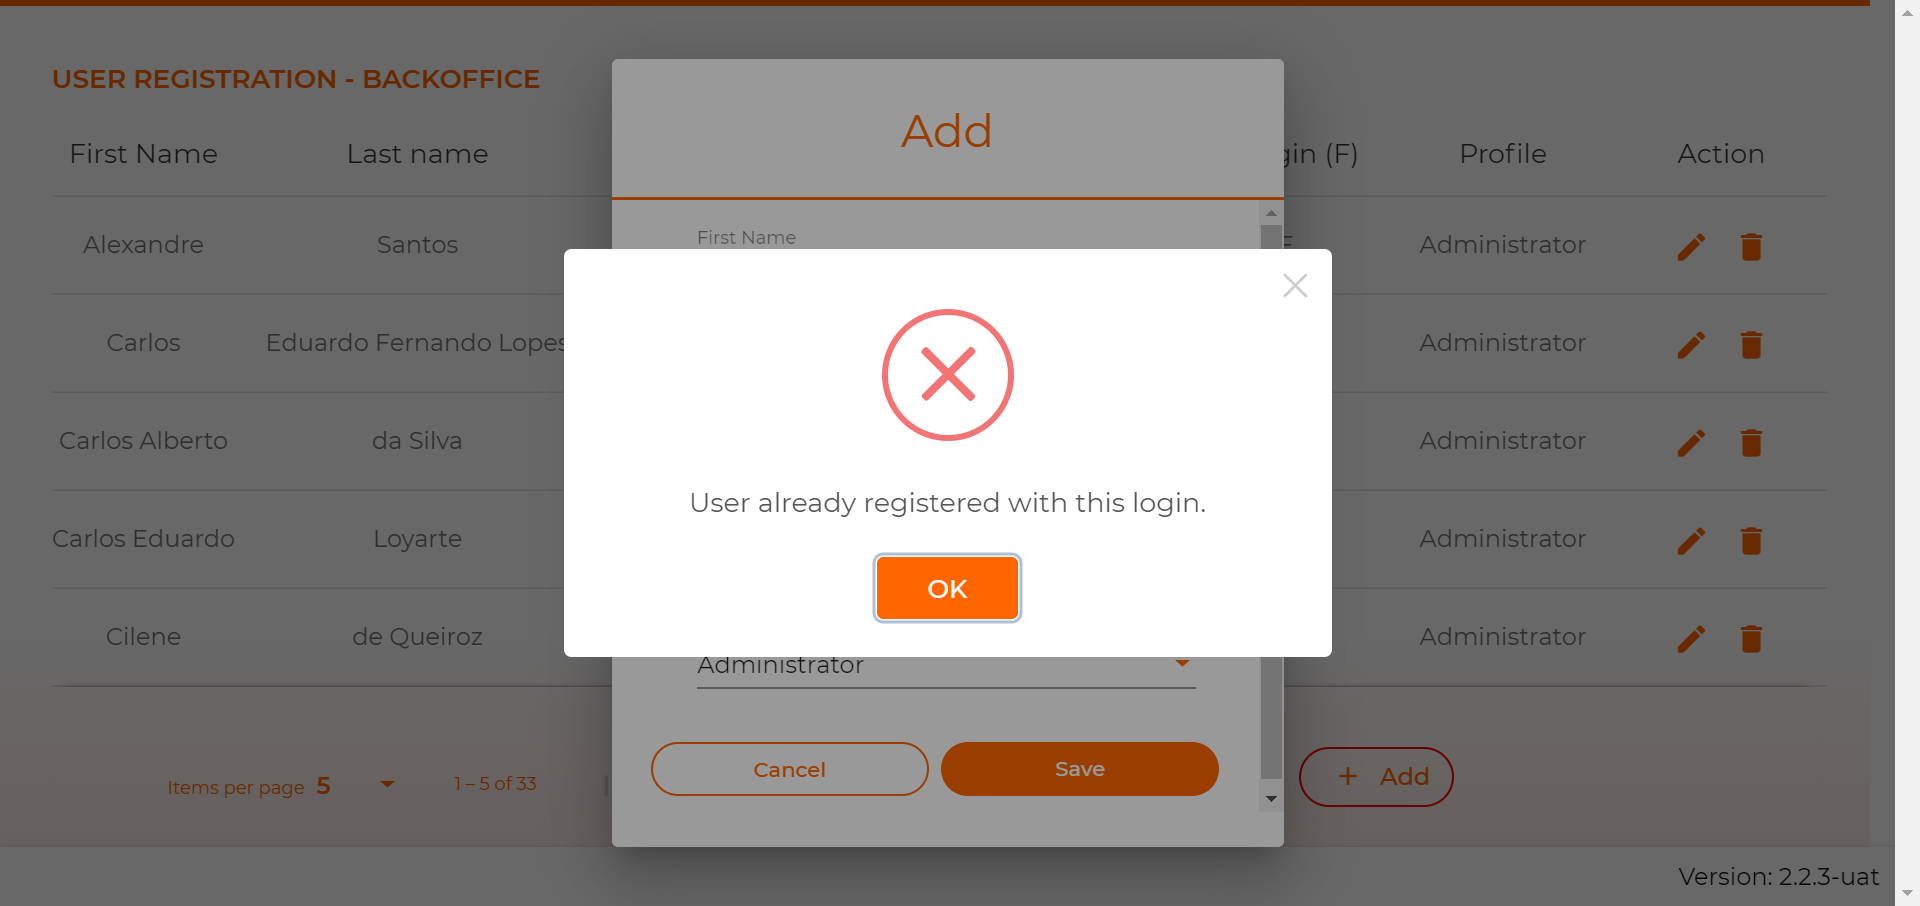 USER REGISTRATION - BACKOFFICE
Add
First Name Last name gin (F) Profile Action
First Name
Alexandre Santos Administrator
Carlos Eduardo Fernando Lopes Administrator
Carlos Alberto da Silva Administrator
Carlos Eduardo Loyarte Administrator
Cilene de Queiroz Administrator
User already registered with this login.
OK
Administrator
Cancel Save
Items per page 5 1 – 5 of 33
+ Add
Version: 2.2.3-uat